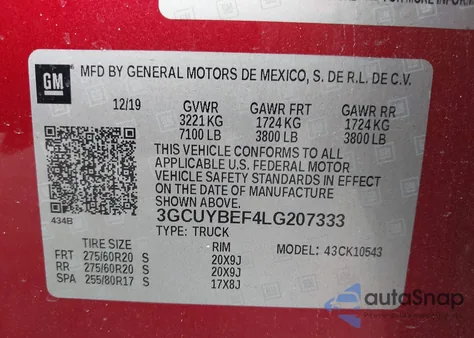 FOR MORE INFORM
GM MFD BY GENERAL MOTORS DE MEXICO, S. DE R.L. DE C.V.
12/19 GVWR GAWR FRT GAWR RR
3221 KG 1724 KG 1724 KG
7100 LB 3800 LB 3800 LB
THIS VEHICLE CONFORMS TO ALL
APPLICABLE U.S. FEDERAL MOTOR
VEHICLE SAFETY STANDARDS IN
EFFECT ON THE DATE OF
MANUFACTURE SHOWN ABOVE.
434B 3GCUYBEF4LG207333
TYPE: TRUCK
TIRE SIZE RIM MODEL: 43CK10543
FRT 275/60R20 S 20X9J
RR 275/60R20 S 20X9J
SPA 255/80R17 S 17X8J
autoSnap